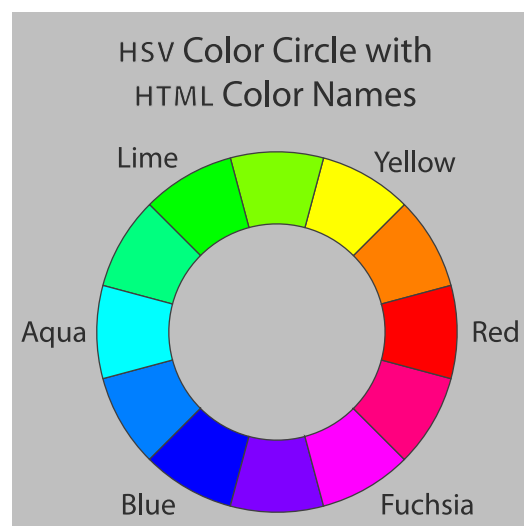 HSV Color Circle with
HTML Color Names
Lime
Yellow
Aqua
Red
Blue
Fuchsia